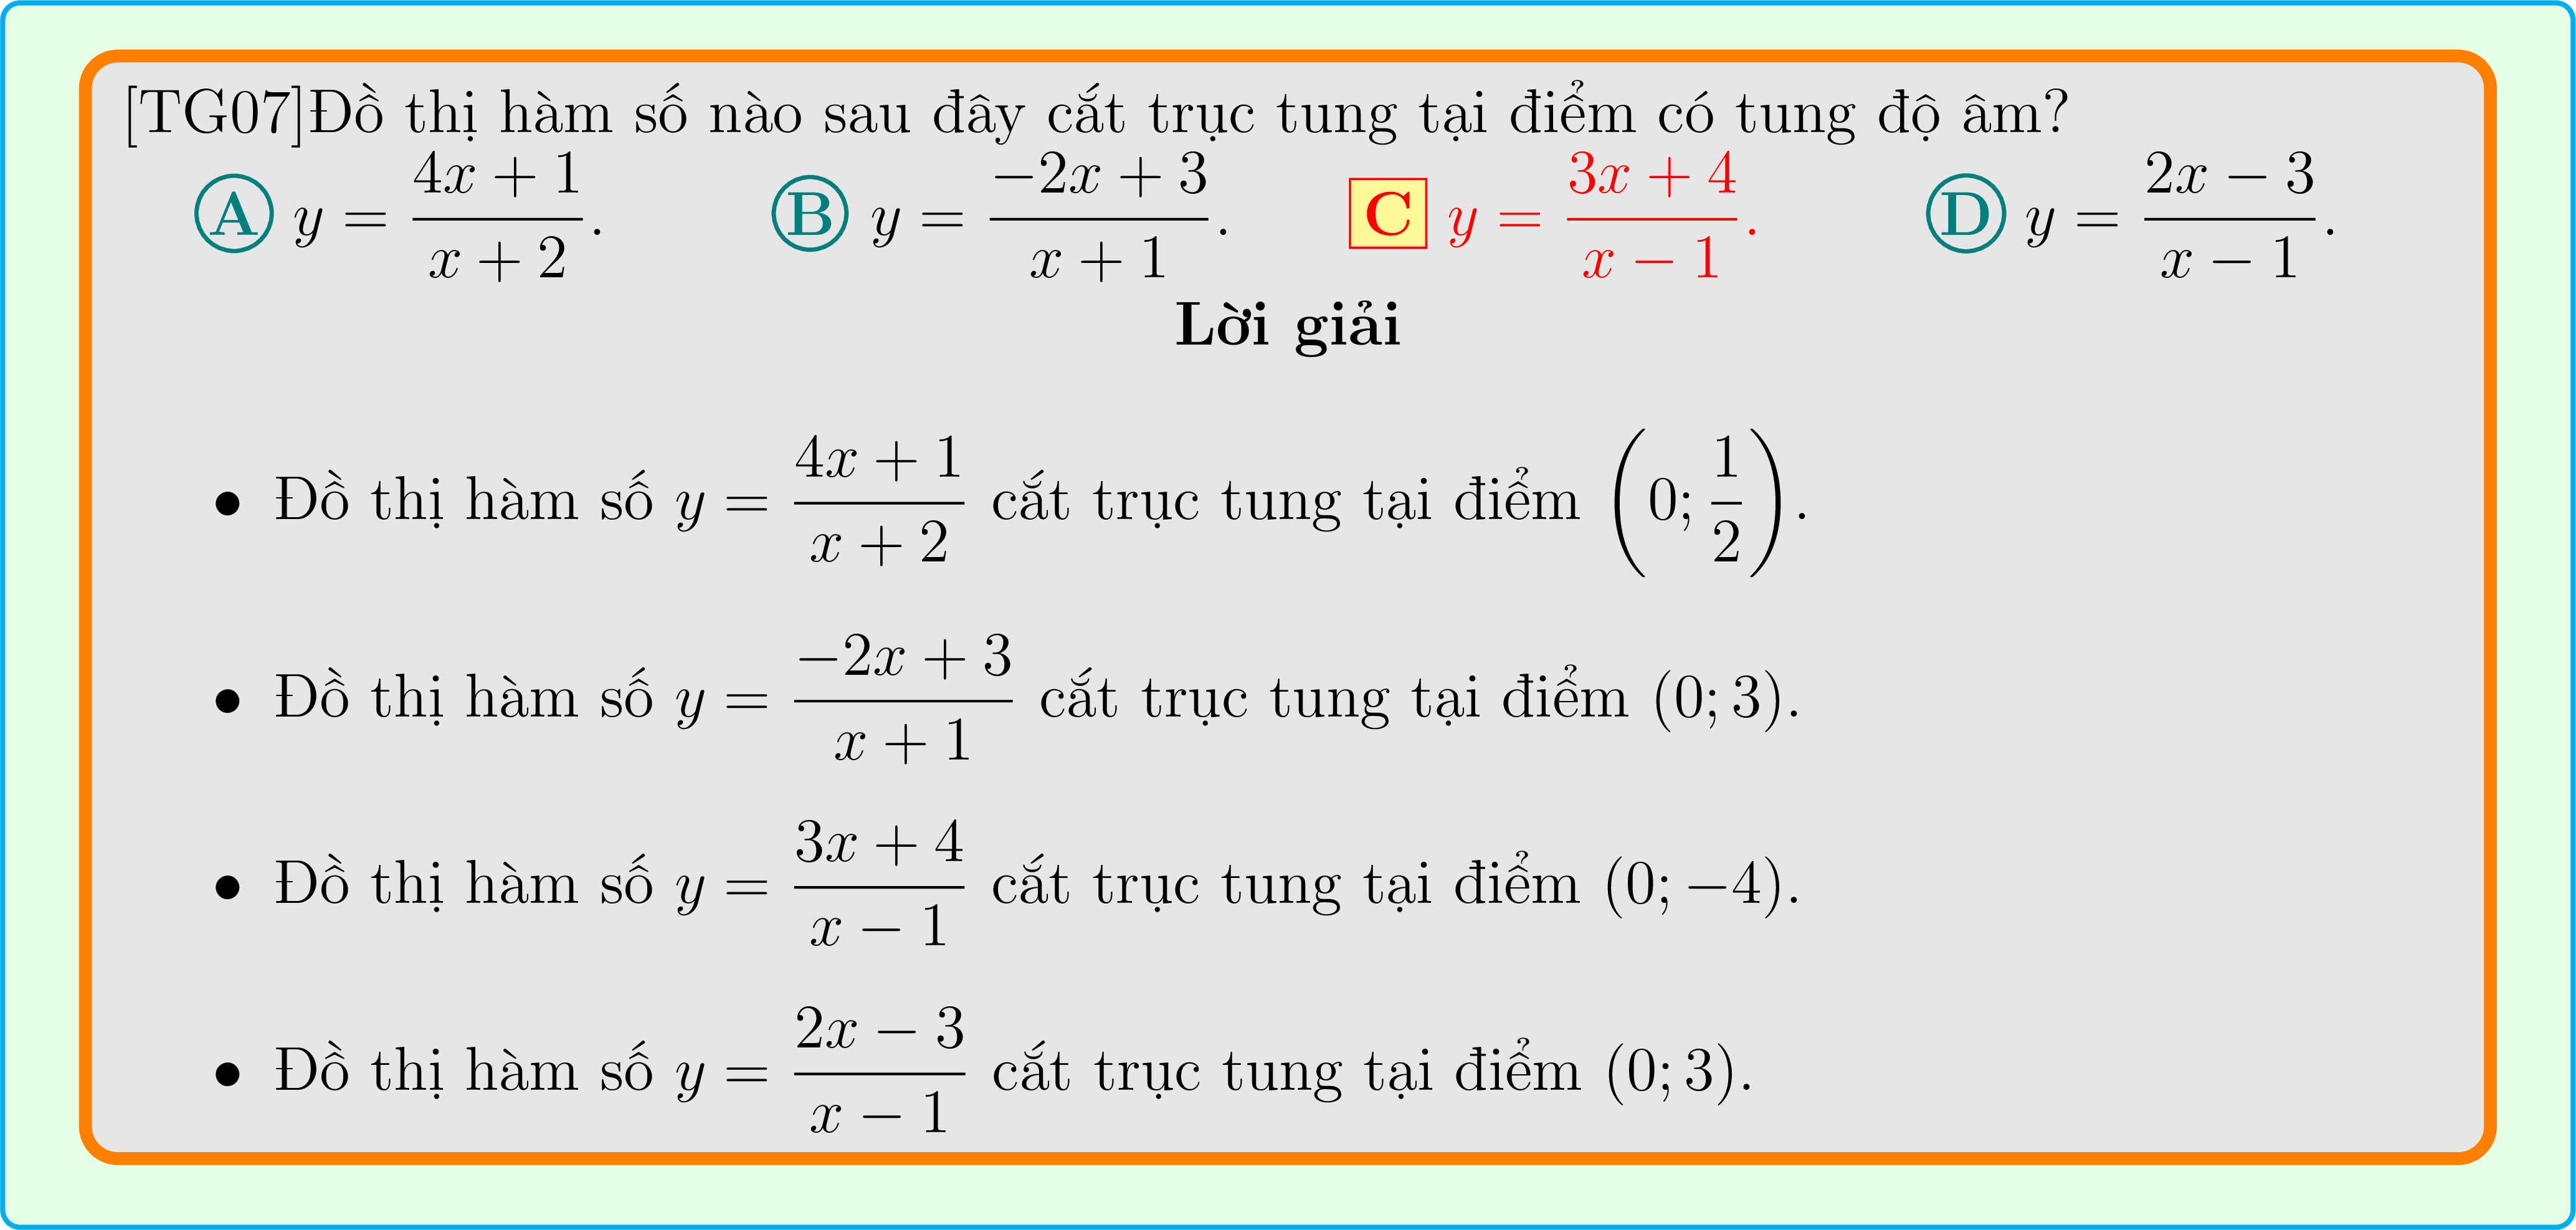 [TG07]Đồ thị hàm số nào sau đây cắt trục tung tại điểm có tung độ âm?
A y = \frac{4x + 1}{x + 2}. B y = \frac{-2x + 3}{x + 1}. C y = \frac{3x + 4}{x - 1}. D y = \frac{2x - 3}{x - 1}.
Lời giải
• Đồ thị hàm số y = \frac{4x + 1}{x + 2} cắt trục tung tại điểm \left(0; \frac{1}{2}\right).
• Đồ thị hàm số y = \frac{-2x + 3}{x + 1} cắt trục tung tại điểm (0; 3).
• Đồ thị hàm số y = \frac{3x + 4}{x - 1} cắt trục tung tại điểm (0; -4).
• Đồ thị hàm số y = \frac{2x - 3}{x - 1} cắt trục tung tại điểm (0; 3).